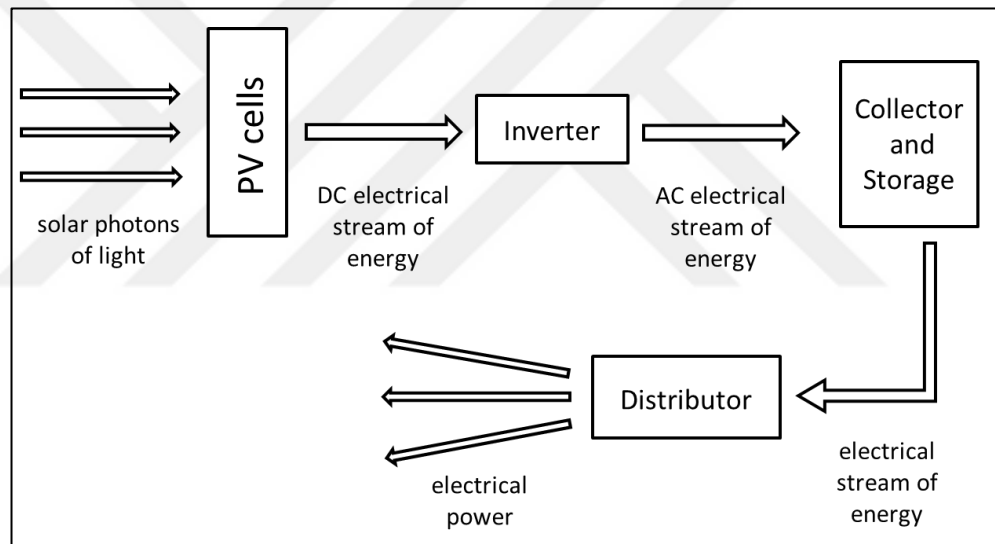 solar photons
of light
PV cells
DC electrical
stream of
energy
Inverter
AC electrical
stream of
energy
Collector
and
Storage
electrical
stream of
energy
Distributor
electrical
power